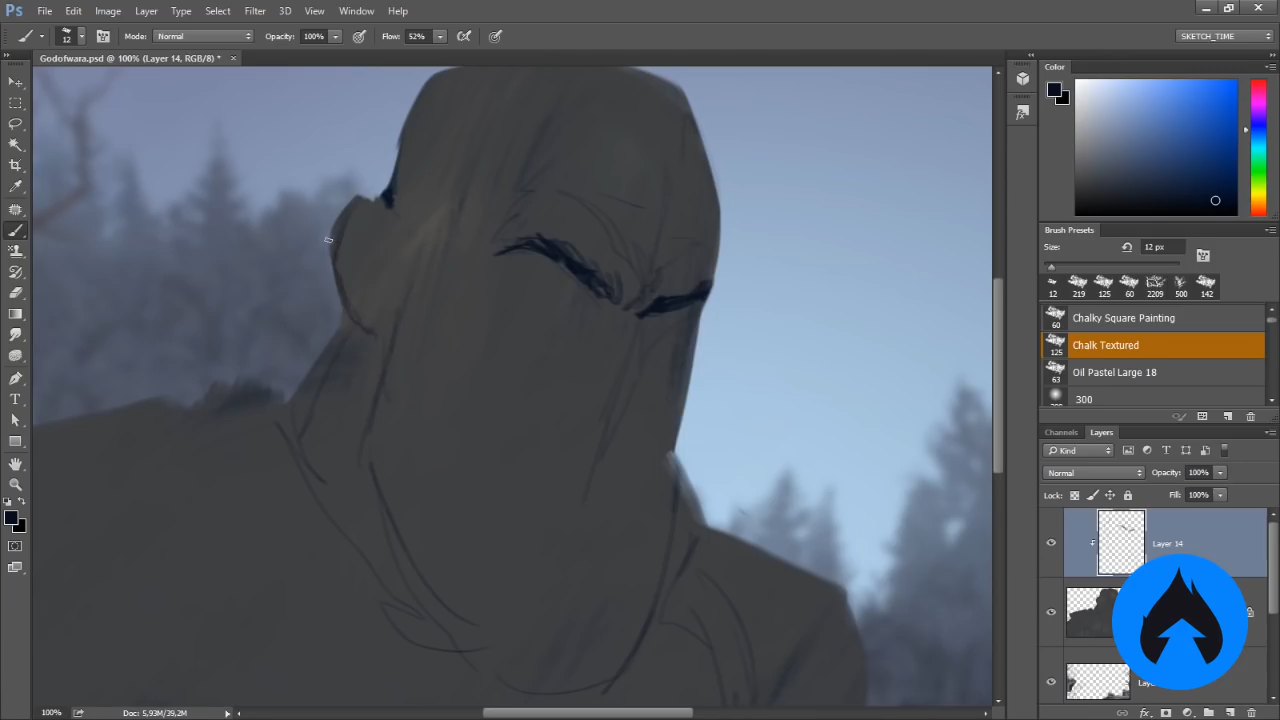 Ps File Edit Image Layer Type Select Filter 3D View Window Help
12 Mode: Normal Opacity: 100% Flow: 52% SKETCH_TIME
Godofwara.psd @ 100% (Layer 14, RGB/8) *
Color
Brush Presets
Size: 12 px
12 219 125 60 2209 500 142
60 Chalky Square Painting
125 Chalk Textured
63 Oil Pastel Large 18
300
Channels Layers
Kind
Normal Opacity: 100%
Lock: Fill: 100%
Layer 14
100% Doc: 5,93M/39,2M